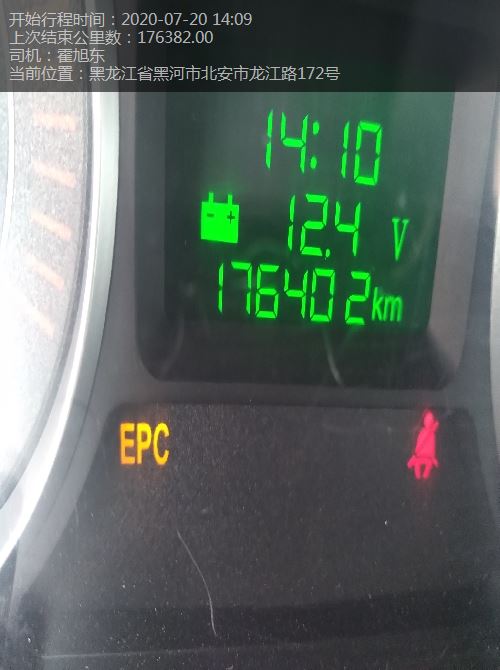 开始行程时间：2020-07-20 14:09
上次结束公里数：176382.00
司机：霍旭东
当前位置：黑龙江省黑河市北安市龙江路172号
14:10
12.4 V
176402km
EPC